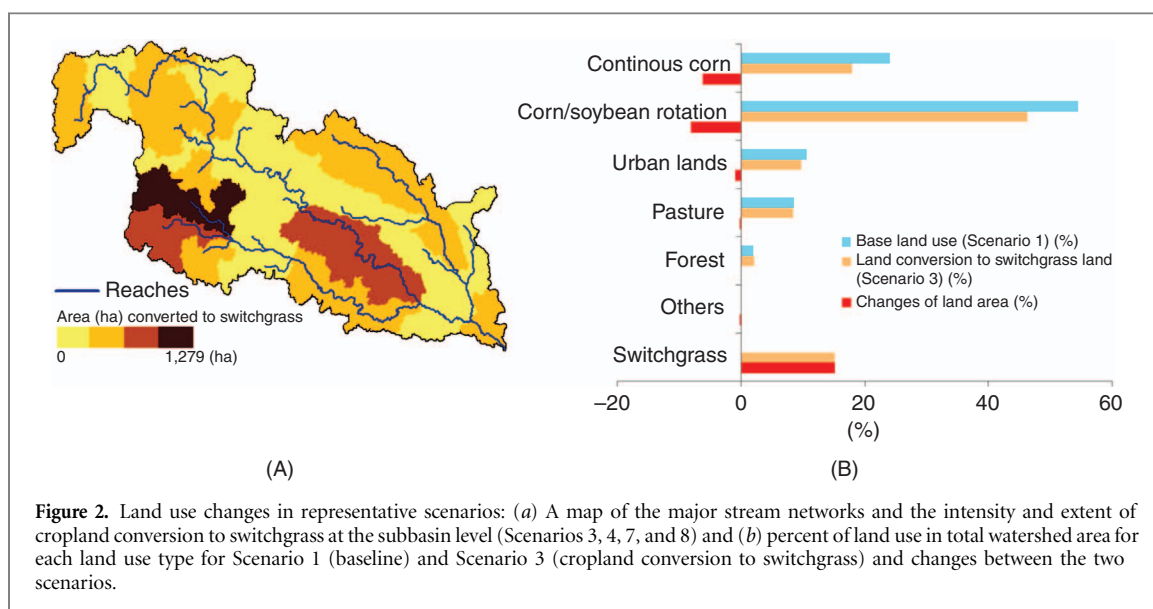 Reaches
Area (ha) converted to switchgrass
0 1,279 (ha)
(A)
Continous corn
Corn/soybean rotation
Urban lands
Pasture
Forest
Others
Switchgrass
Base land use (Scenario 1) (%)
Land conversion to switchgrass land
(Scenario 3) (%)
Changes of land area (%)
–20 0 20 40 60
(%)
(B)
Figure 2. Land use changes in representative scenarios: (a) A map of the major stream networks and the intensity and extent of
cropland conversion to switchgrass at the subbasin level (Scenarios 3, 4, 7, and 8) and (b) percent of land use in total watershed area for
each land use type for Scenario 1 (baseline) and Scenario 3 (cropland conversion to switchgrass) and changes between the two
scenarios.